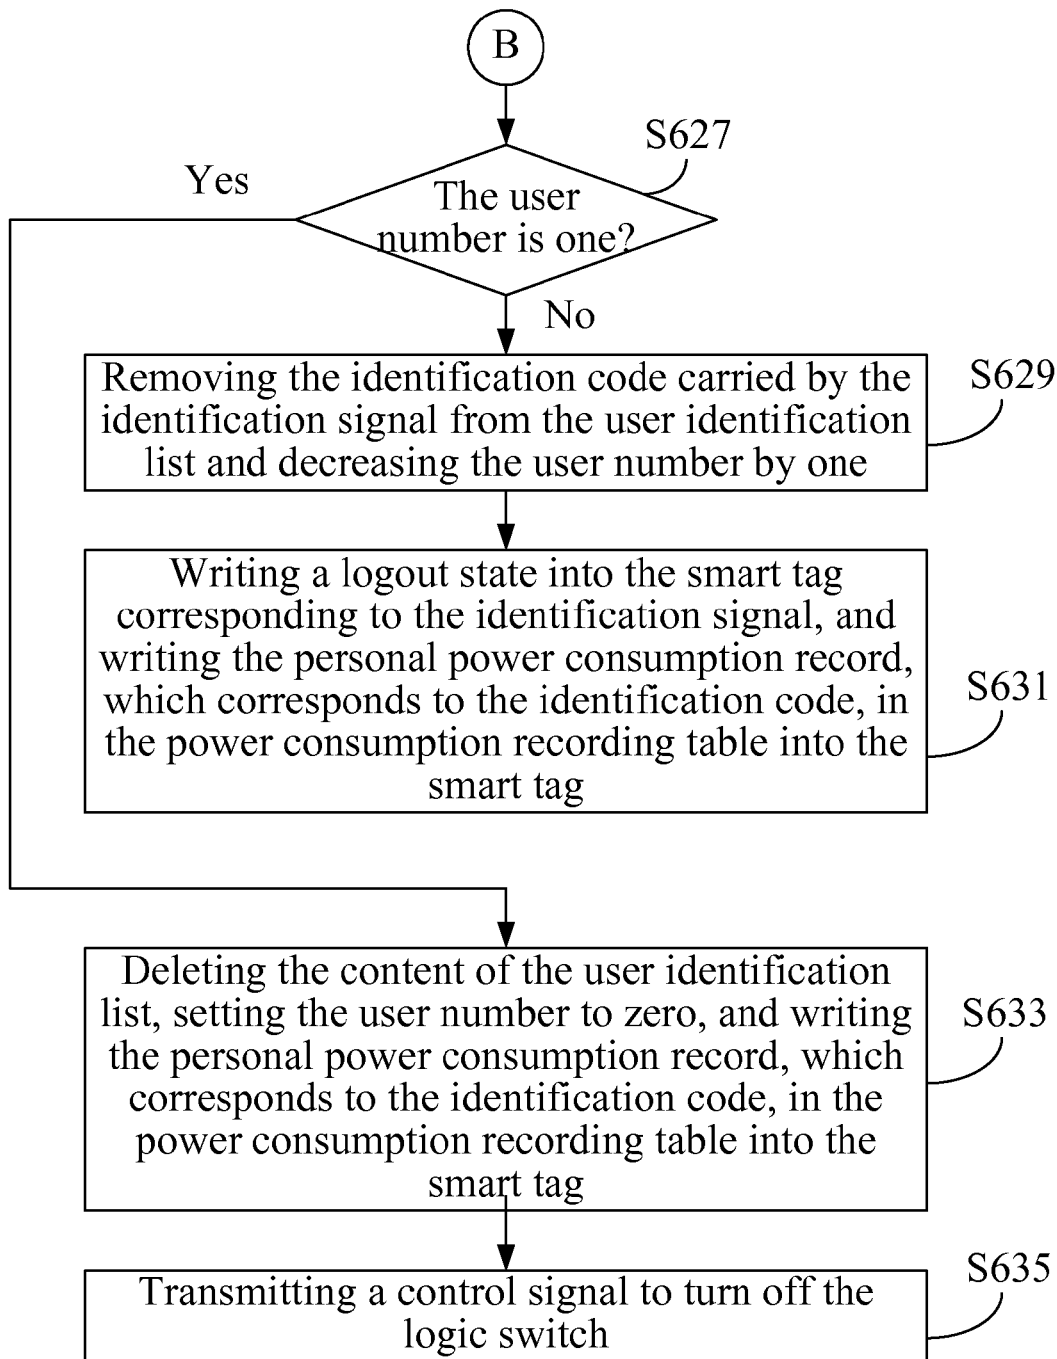 B
S627
Yes
The user
number is one?
No
Removing the identification code carried by the
identification signal from the user identification
list and decreasing the user number by one
S629
Writing a logout state into the smart tag
corresponding to the identification signal, and
writing the personal power consumption record,
which corresponds to the identification code, in
the power consumption recording table into the
smart tag
S631
Deleting the content of the user identification
list, setting the user number to zero, and writing
the personal power consumption record, which
corresponds to the identification code, in the
power consumption recording table into the
smart tag
S633
Transmitting a control signal to turn off the
logic switch
S635